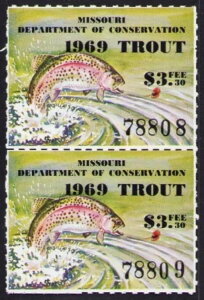 MISSOURI
DEPARTMENT OF CONSERVATION
1969 TROUT
$3.30 FEE
78808
MISSOURI
DEPARTMENT OF CONSERVATION
1969 TROUT
$3.30 FEE
78809